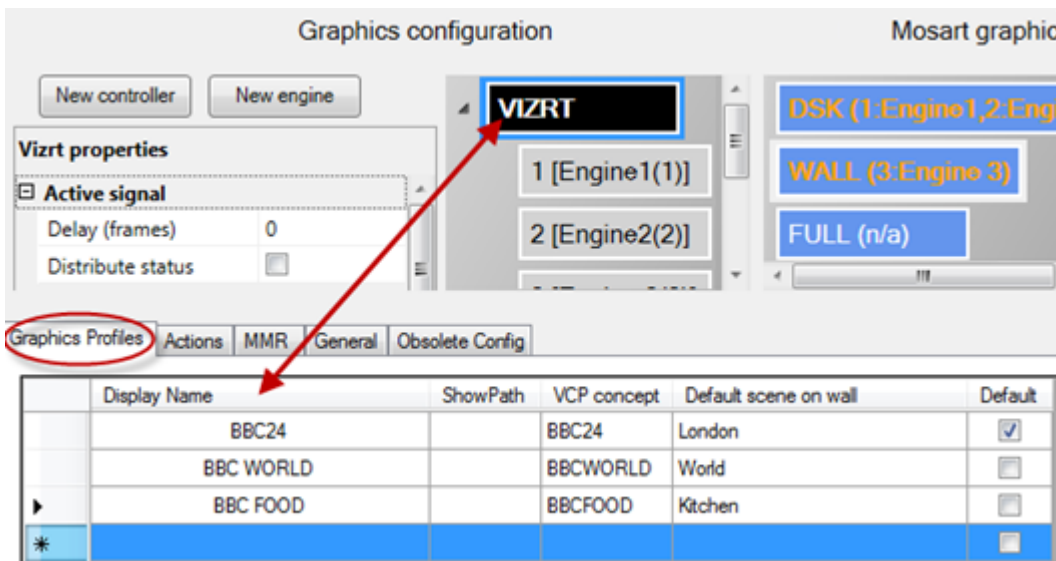 Graphics configuration
Mosart graphic
New controller
New engine
VIZRT
DSK (1:Engine1,2:Eng
Vizrt properties
1 [Engine1(1)]
WALL (3:Engine 3)
Active signal
Delay (frames) 0
2 [Engine2(2)]
FULL (n/a)
Distribute status
Graphics Profiles Actions MMR General Obsolete Config
Display Name ShowPath VCP concept Default scene on wall Default
BBC24 BBC24 London
BBC WORLD BBCWORLD World
BBC FOOD BBCFOOD Kitchen